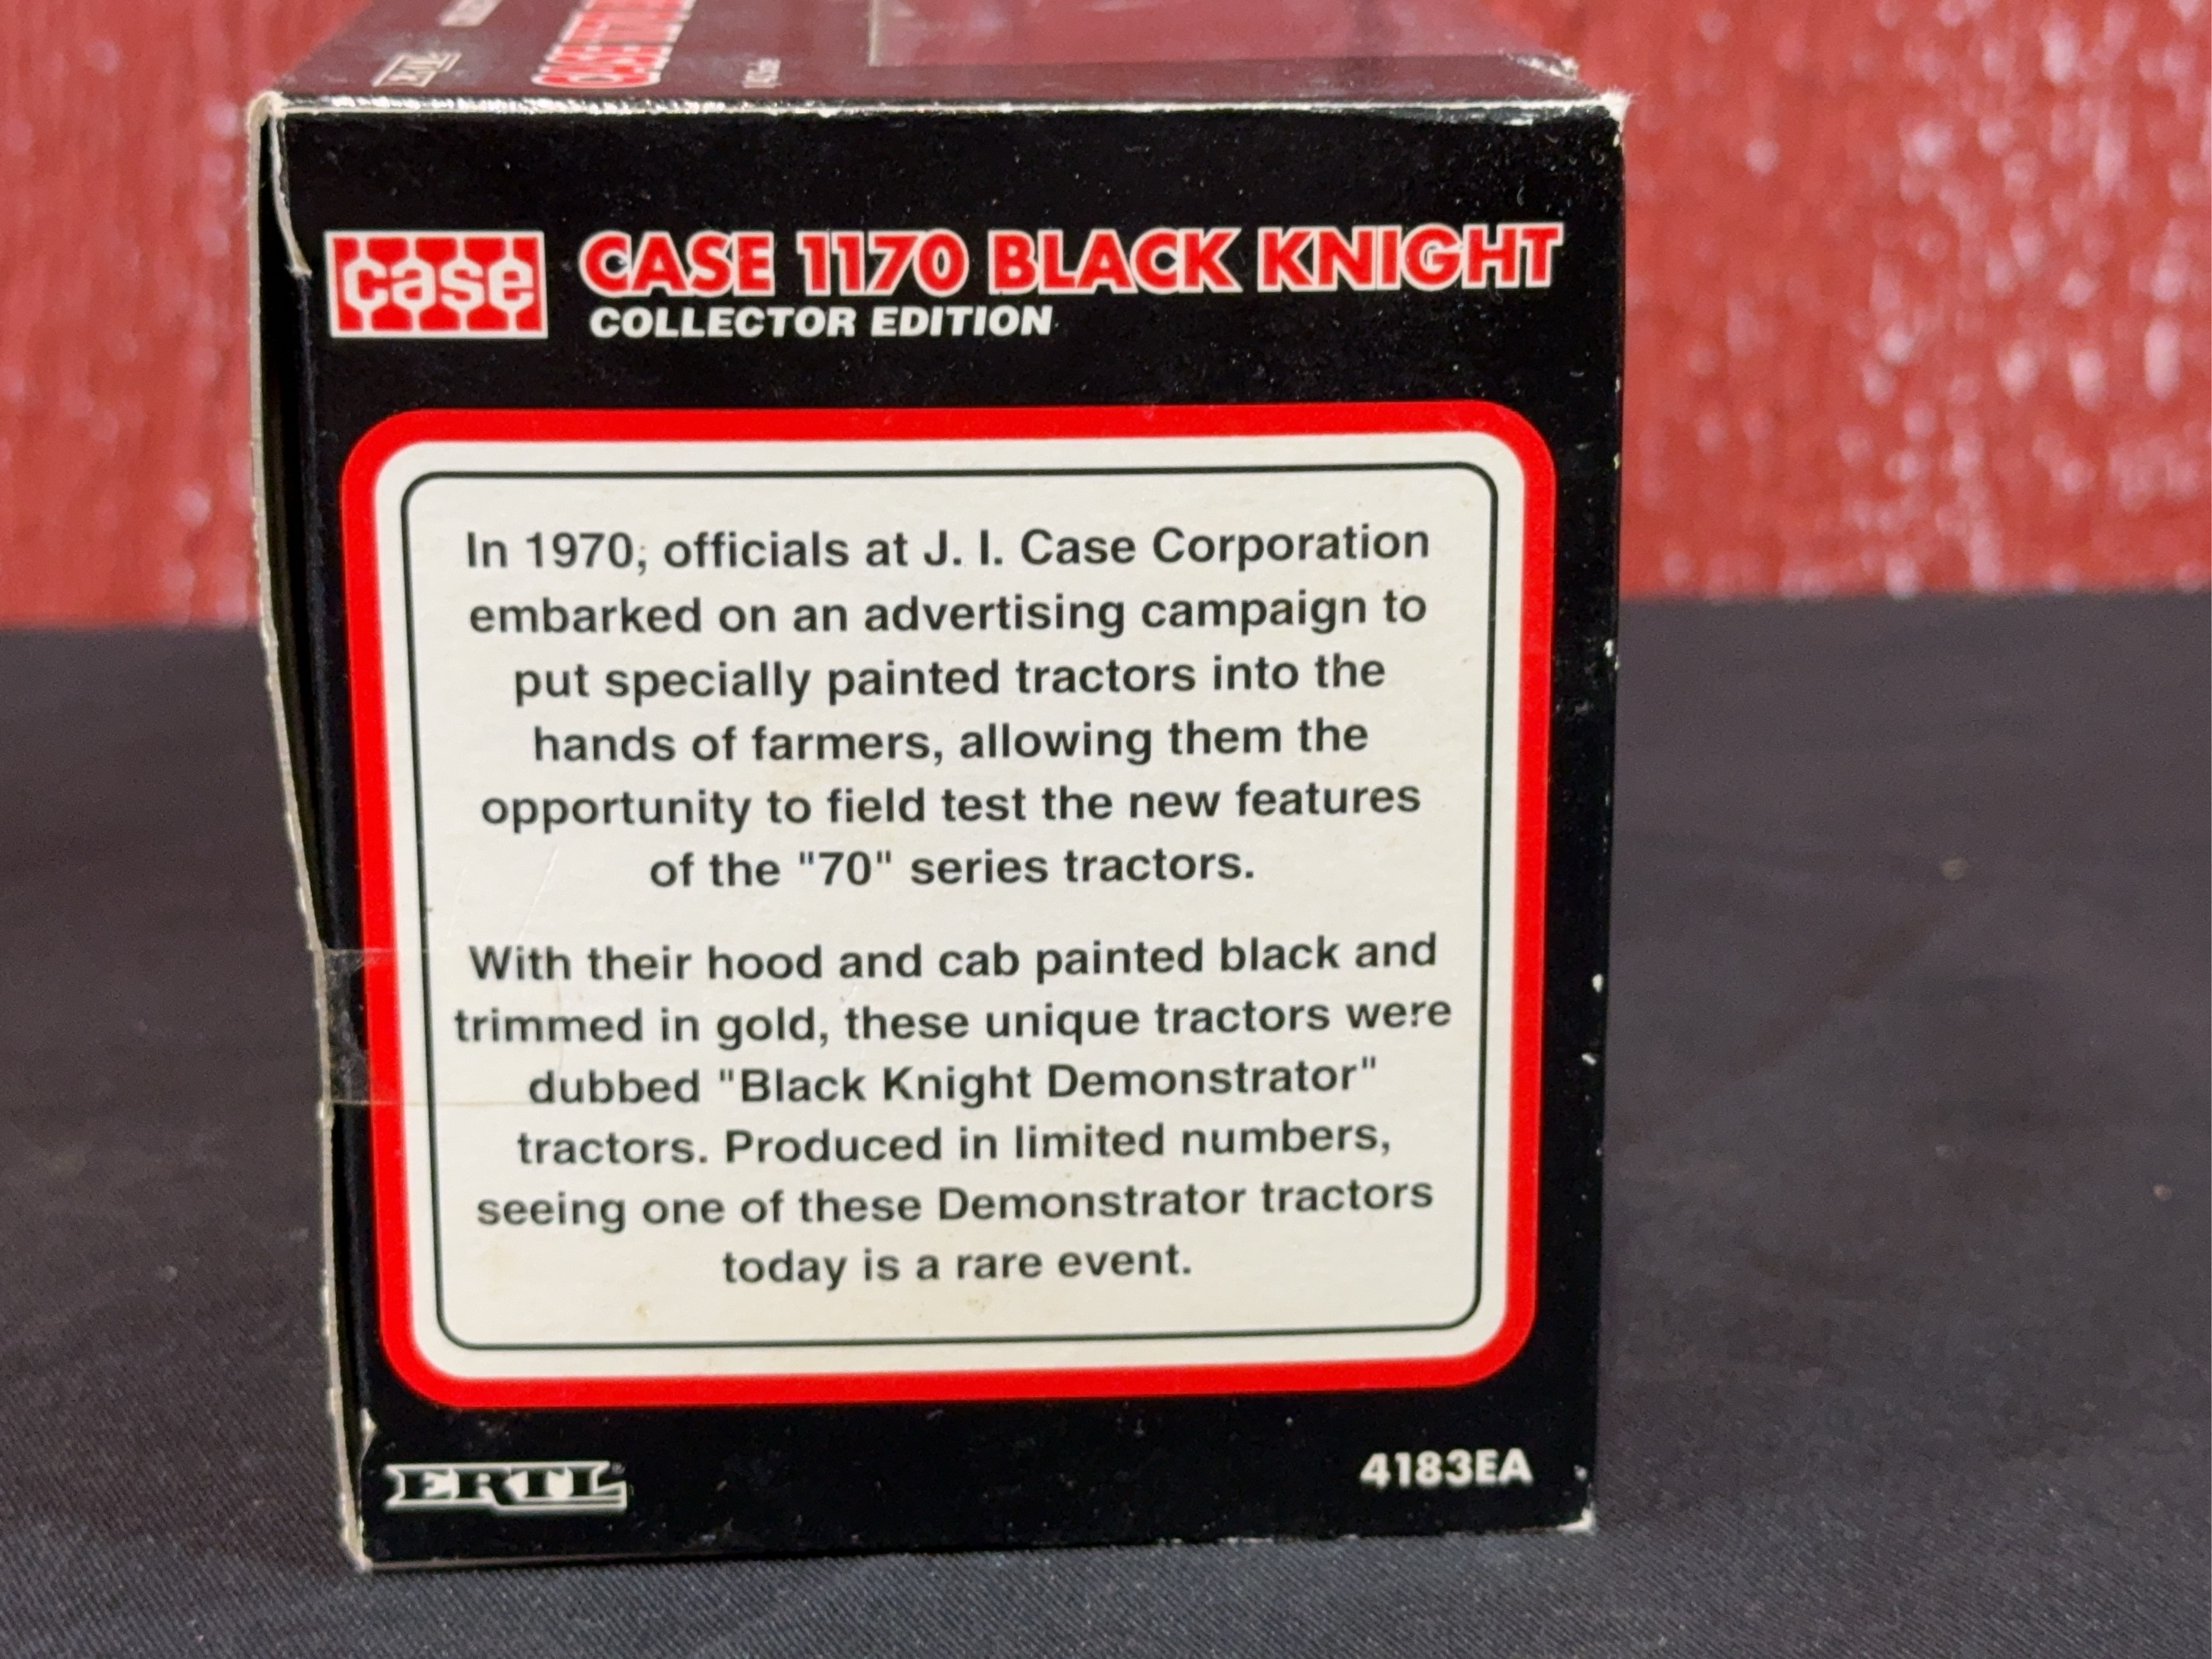 ERTL
CASE 1170
case
CASE 1170 BLACK KNIGHT
COLLECTOR EDITION
In 1970, officials at J. I. Case Corporation
embarked on an advertising campaign to
put specially painted tractors into the
hands of farmers, allowing them the
opportunity to field test the new features
of the "70" series tractors.
With their hood and cab painted black and
trimmed in gold, these unique tractors were
dubbed "Black Knight Demonstrator"
tractors. Produced in limited numbers,
seeing one of these Demonstrator tractors
today is a rare event.
ERTL®
4183EA